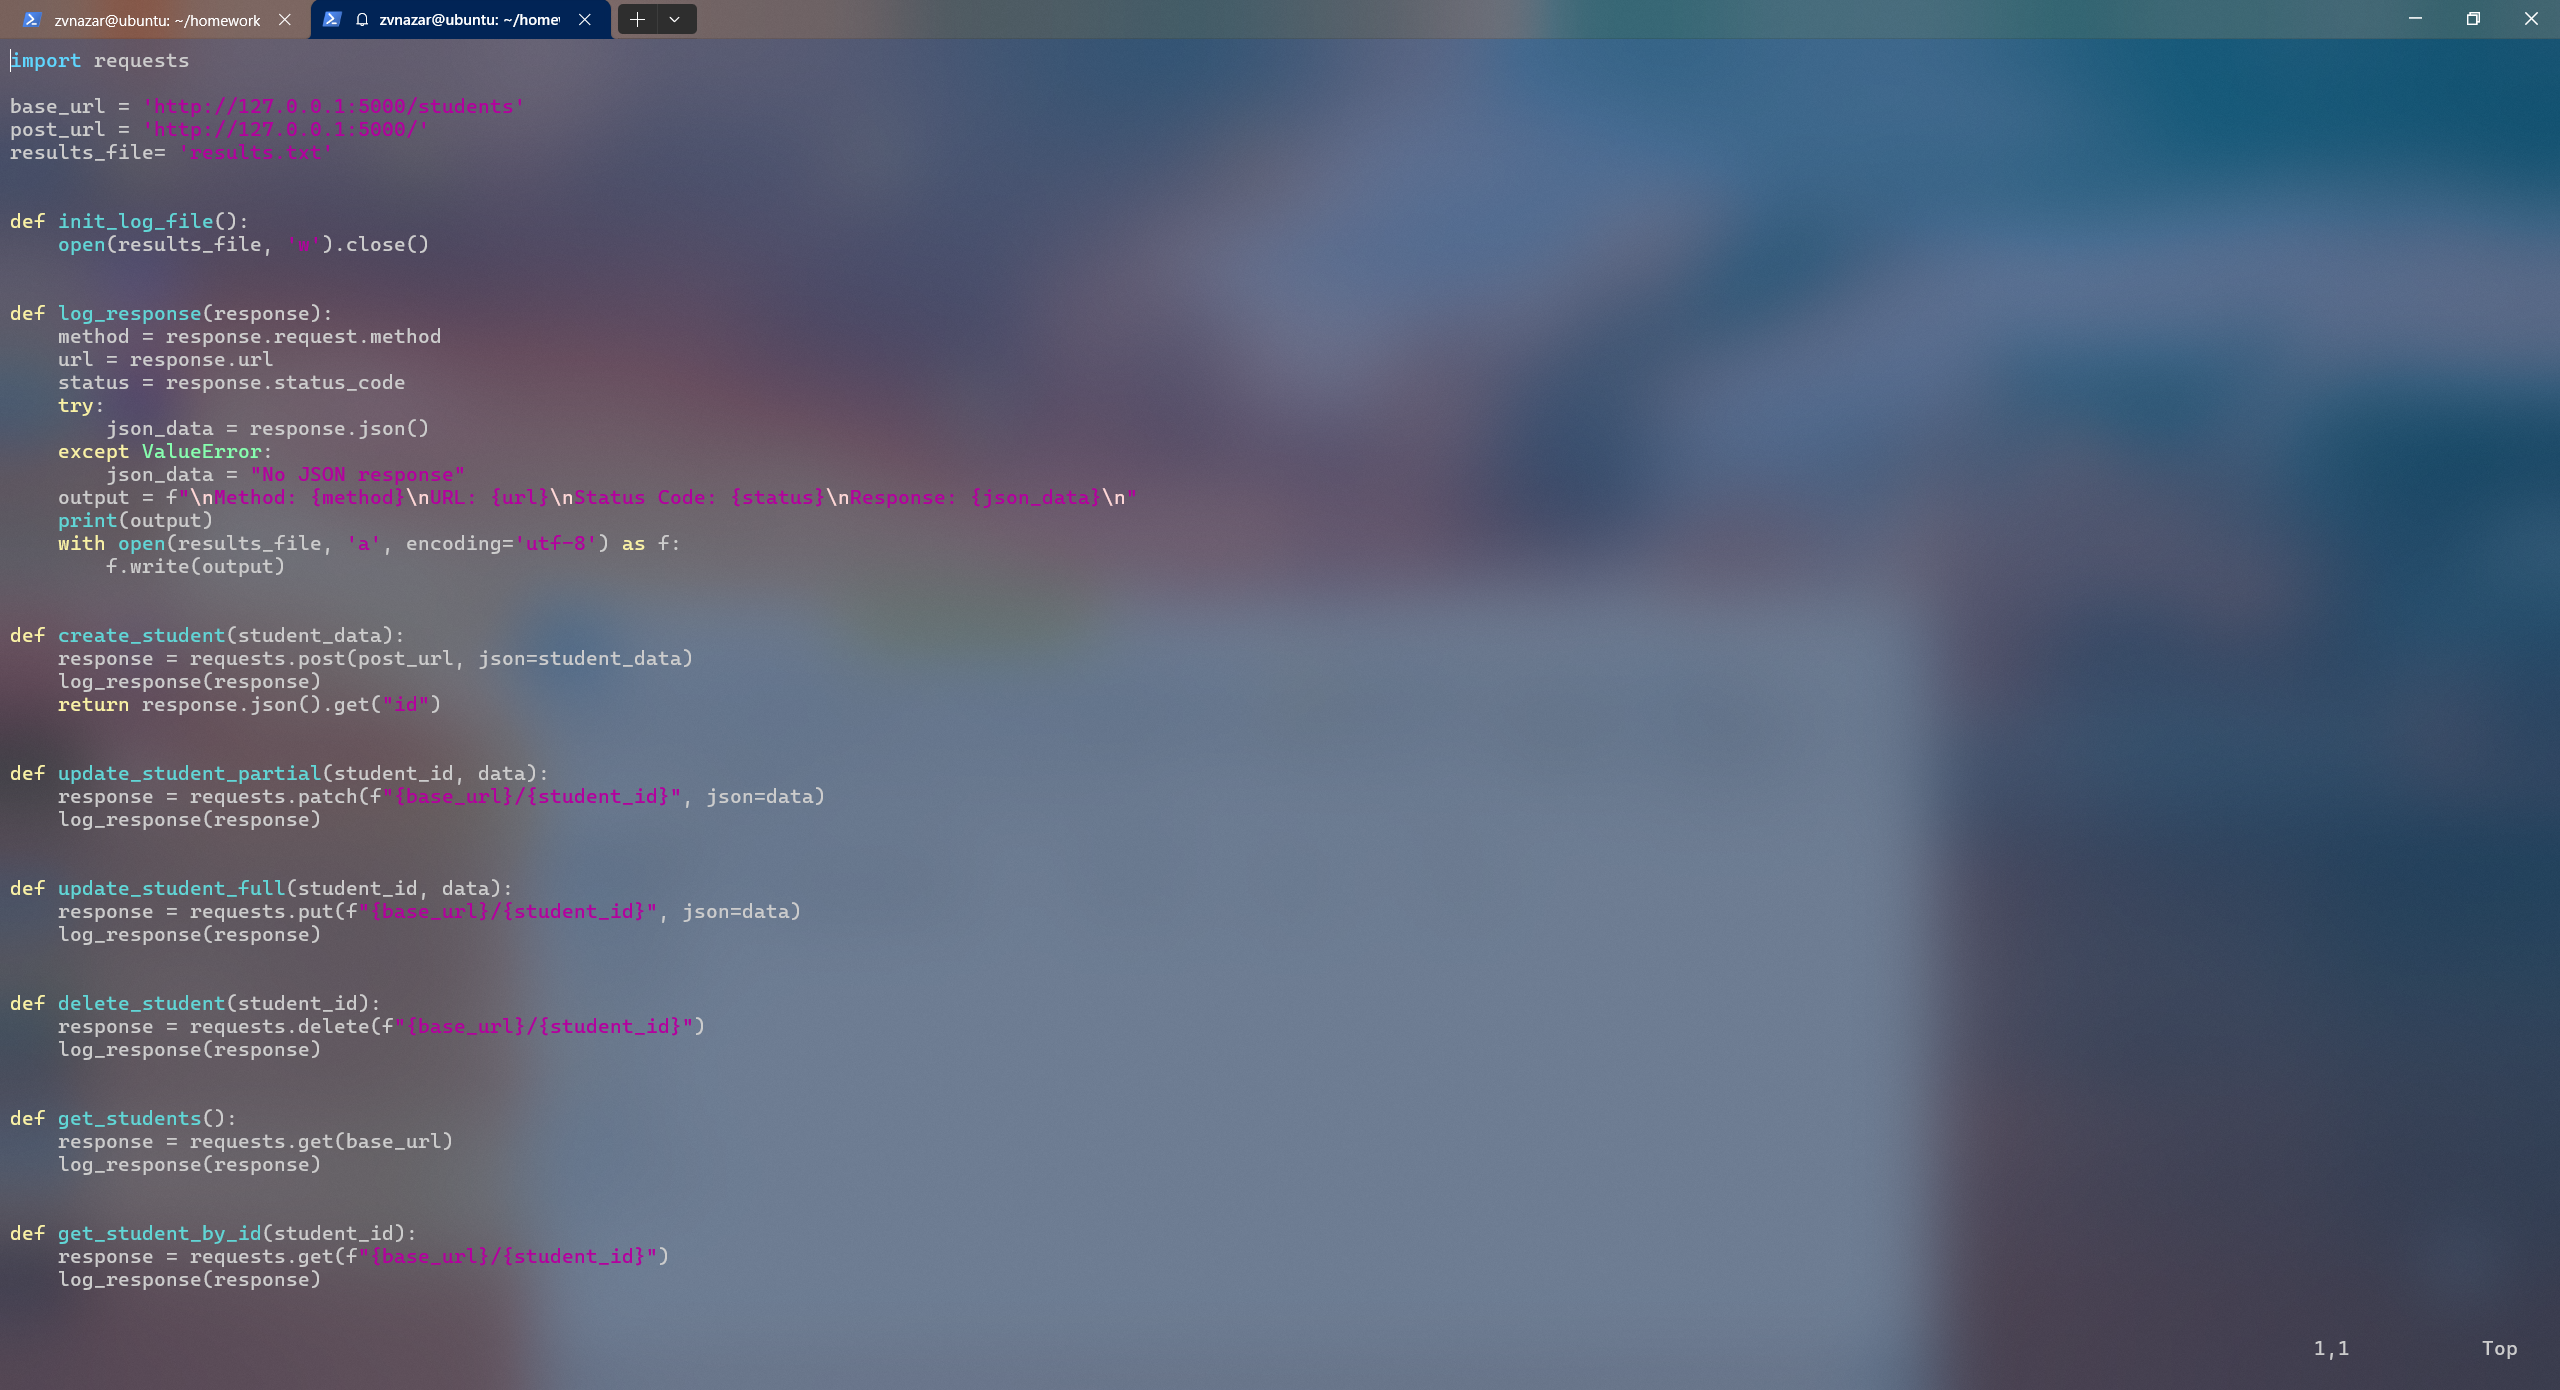 zvnazar@ubuntu: ~/homework
zvnazar@ubuntu: ~/home
import requests
base_url = 'http://127.0.0.1:5000/students'
post_url = 'http://127.0.0.1:5000/'
results_file= 'results.txt'
def init_log_file():
    open(results_file, 'w').close()
def log_response(response):
    method = response.request.method
    url = response.url
    status = response.status_code
    try:
        json_data = response.json()
    except ValueError:
        json_data = "No JSON response"
    output = f"\nMethod: {method}\nURL: {url}\nStatus Code: {status}\nResponse: {json_data}\n"
    print(output)
    with open(results_file, 'a', encoding='utf-8') as f:
        f.write(output)
def create_student(student_data):
    response = requests.post(post_url, json=student_data)
    log_response(response)
    return response.json().get("id")
def update_student_partial(student_id, data):
    response = requests.patch(f"{base_url}/{student_id}", json=data)
    log_response(response)
def update_student_full(student_id, data):
    response = requests.put(f"{base_url}/{student_id}", json=data)
    log_response(response)
def delete_student(student_id):
    response = requests.delete(f"{base_url}/{student_id}")
    log_response(response)
def get_students():
    response = requests.get(base_url)
    log_response(response)
def get_student_by_id(student_id):
    response = requests.get(f"{base_url}/{student_id}")
    log_response(response)
1,1 Top